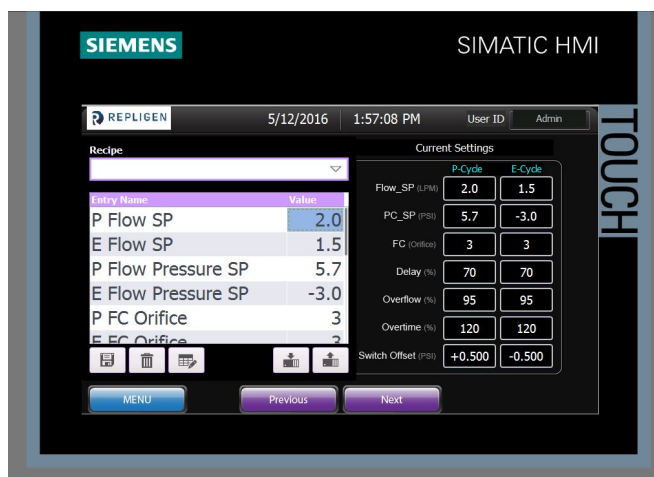 SIEMENS
SIMATIC HMI
TOUCH
REPLIGEN 5/12/2016 1:57:08 PM User ID Admin
Recipe
Entry Name Value
P Flow SP 2.0
E Flow SP 1.5
P Flow Pressure SP 5.7
E Flow Pressure SP -3.0
P FC Orifice 3
E FC Orifice 3
Current Settings
P-Cycle E-Cycle
Flow_SP (LPM) 2.0 1.5
PC_SP (PSI) 5.7 -3.0
FC (Orifice) 3 3
Delay (%) 70 70
Overflow (%) 95 95
Overtime (%) 120 120
Switch Offset (PSI) +0.500 -0.500
MENU Previous Next